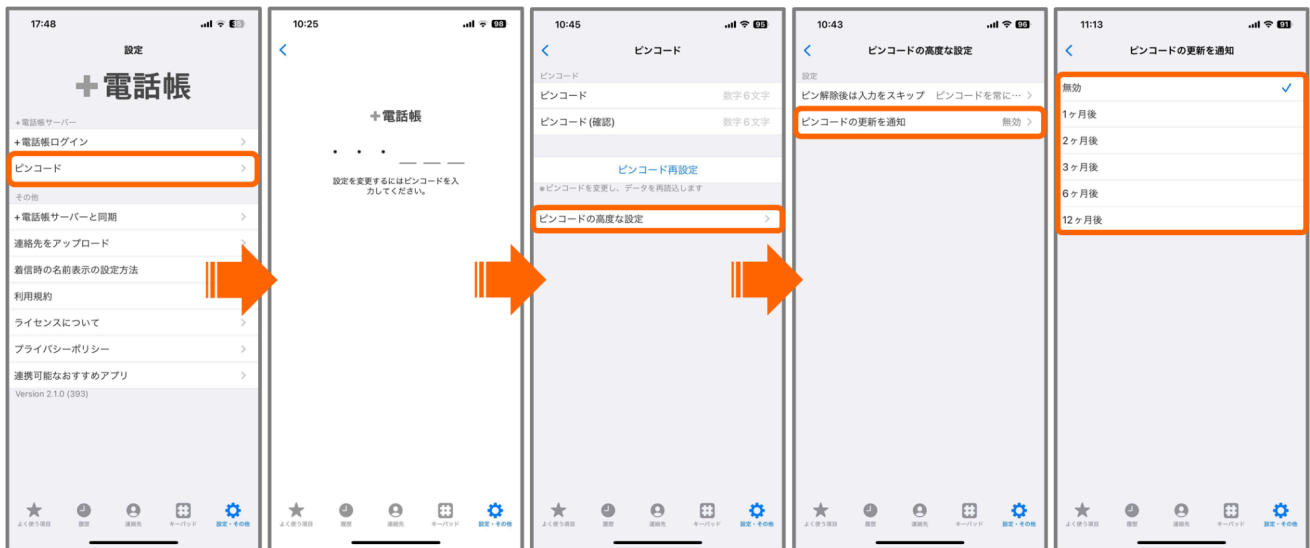 17:48
設定
+電話帳
+電話帳サーバー
+電話帳ログイン
ピンコード
その他
+電話帳サーバーと同期
連絡先をアップロード
着信時の名前表示の設定方法
利用規約
ライセンスについて
プライバシーポリシー
連携可能なおすすめアプリ
Version 2.1.0 (393)
よく使う項目 履歴 連絡先 キーパッド 設定・その他
10:25
98
+電話帳
設定を変更するにはピンコードを入
力してください。
よく使う項目 履歴 連絡先 キーパッド 設定・その他
10:45
95
ピンコード
ピンコード
ピンコード 数字6文字
ピンコード(確認) 数字6文字
ピンコード再設定
※ピンコードを変更し、データを再読込します
ピンコードの高度な設定
よく使う項目 履歴 連絡先 キーパッド 設定・その他
10:43
96
ピンコードの高度な設定
設定
ピン解除後は入力をスキップ ピンコードを常に…
ピンコードの更新を通知 無効
よく使う項目 履歴 連絡先 キーパッド 設定・その他
11:13
91
ピンコードの更新を通知
無効
1ヶ月後
2ヶ月後
3ヶ月後
6ヶ月後
12ヶ月後
よく使う項目 履歴 連絡先 キーパッド 設定・その他